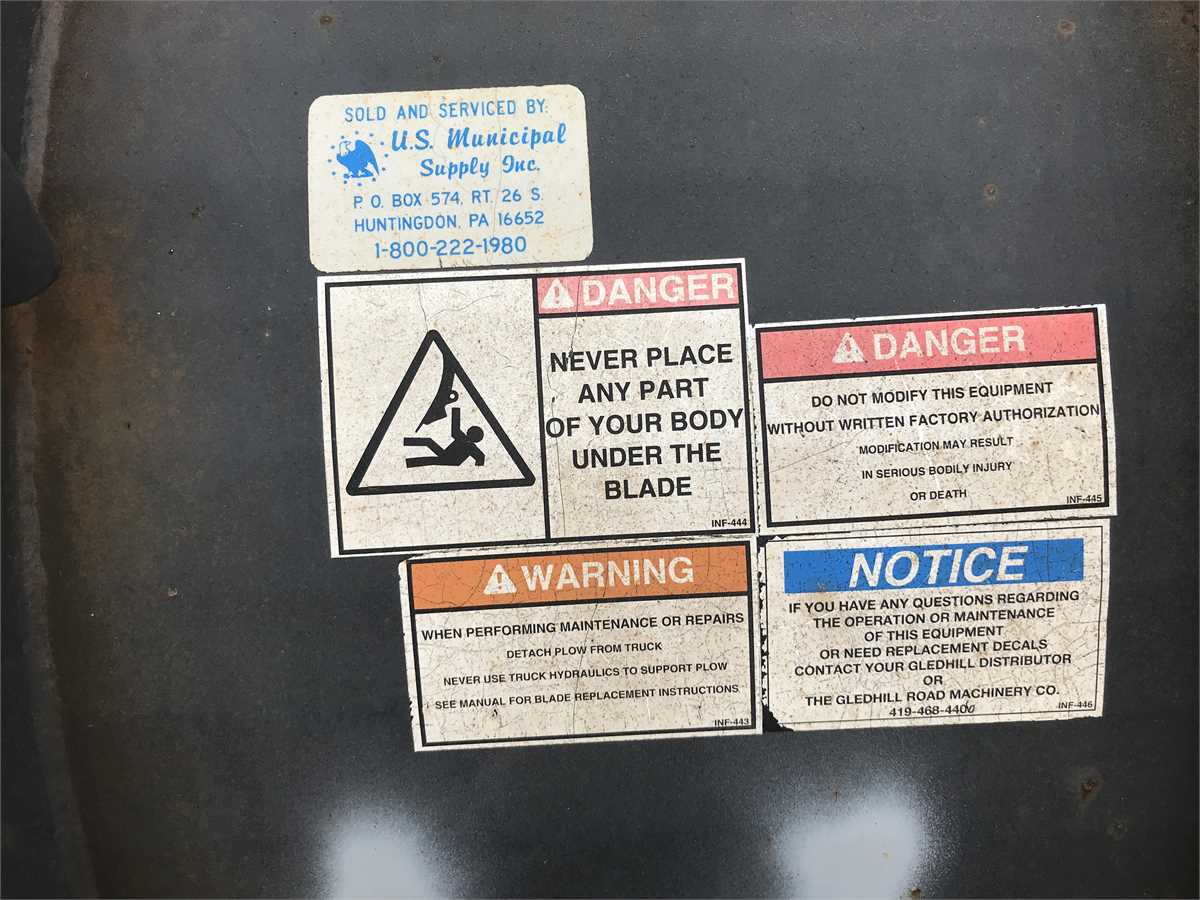 SOLD AND SERVICED BY:
U.S. Municipal
Supply Inc.
P. O. BOX 574, RT. 26 S.
HUNTINGDON, PA 16652
1-800-222-1980
DANGER
NEVER PLACE
ANY PART
OF YOUR BODY
UNDER THE
BLADE
INF-444
DANGER
DO NOT MODIFY THIS EQUIPMENT
WITHOUT WRITTEN FACTORY AUTHORIZATION
MODIFICATION MAY RESULT
IN SERIOUS BODILY INJURY
OR DEATH
INF-445
WARNING
WHEN PERFORMING MAINTENANCE OR REPAIRS
DETACH PLOW FROM TRUCK
NEVER USE TRUCK HYDRAULICS TO SUPPORT PLOW
SEE MANUAL FOR BLADE REPLACEMENT INSTRUCTIONS
INF-443
NOTICE
IF YOU HAVE ANY QUESTIONS REGARDING
THE OPERATION OR MAINTENANCE
OF THIS EQUIPMENT
OR NEED REPLACEMENT DECALS
CONTACT YOUR GLEDHILL DISTRIBUTOR
OR
THE GLEDHILL ROAD MACHINERY CO.
419-468-4400
INF-446